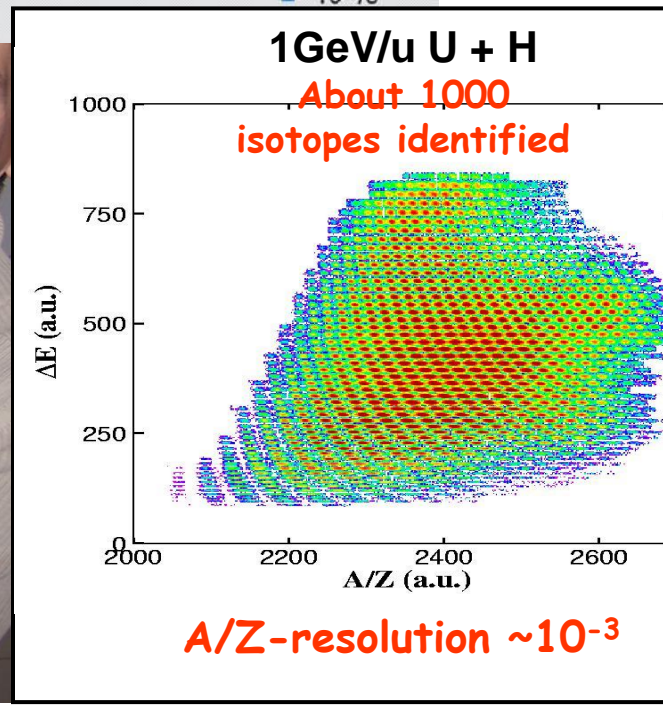 1GeV/u U + H
About 1000
isotopes identified
1000
750
500
250
0
ΔE (a.u.)
2000
2200
2400
2600
A/Z (a.u.)
A/Z-resolution ~10⁻³